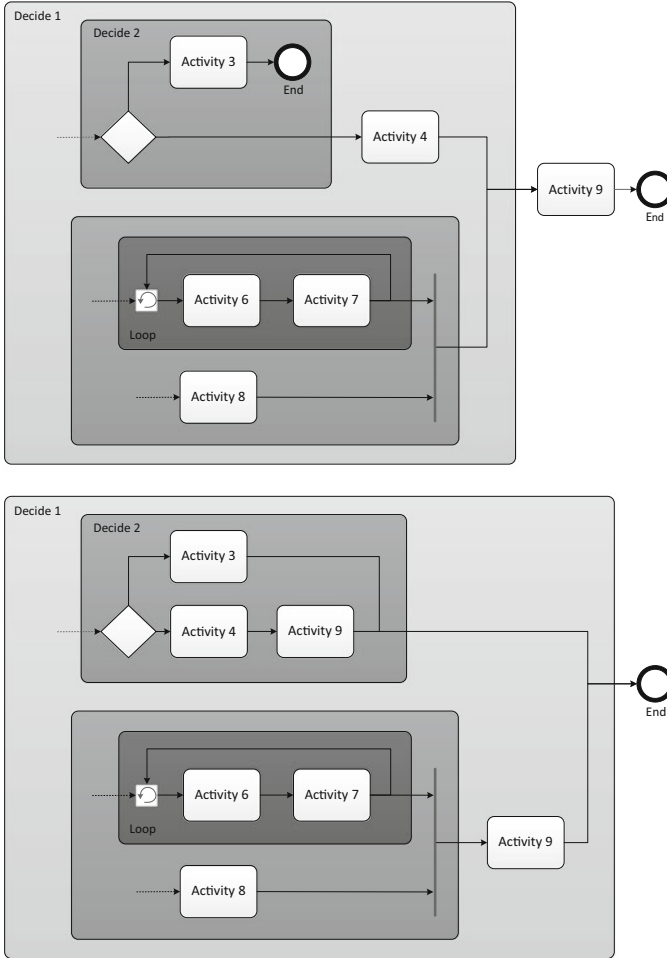 Decide 1
Decide 2
Activity 3
End
Activity 4
Activity 9
End
Activity 6
Activity 7
Loop
Activity 8
Decide 1
Decide 2
Activity 3
Activity 4
Activity 9
End
Activity 6
Activity 7
Loop
Activity 9
Activity 8